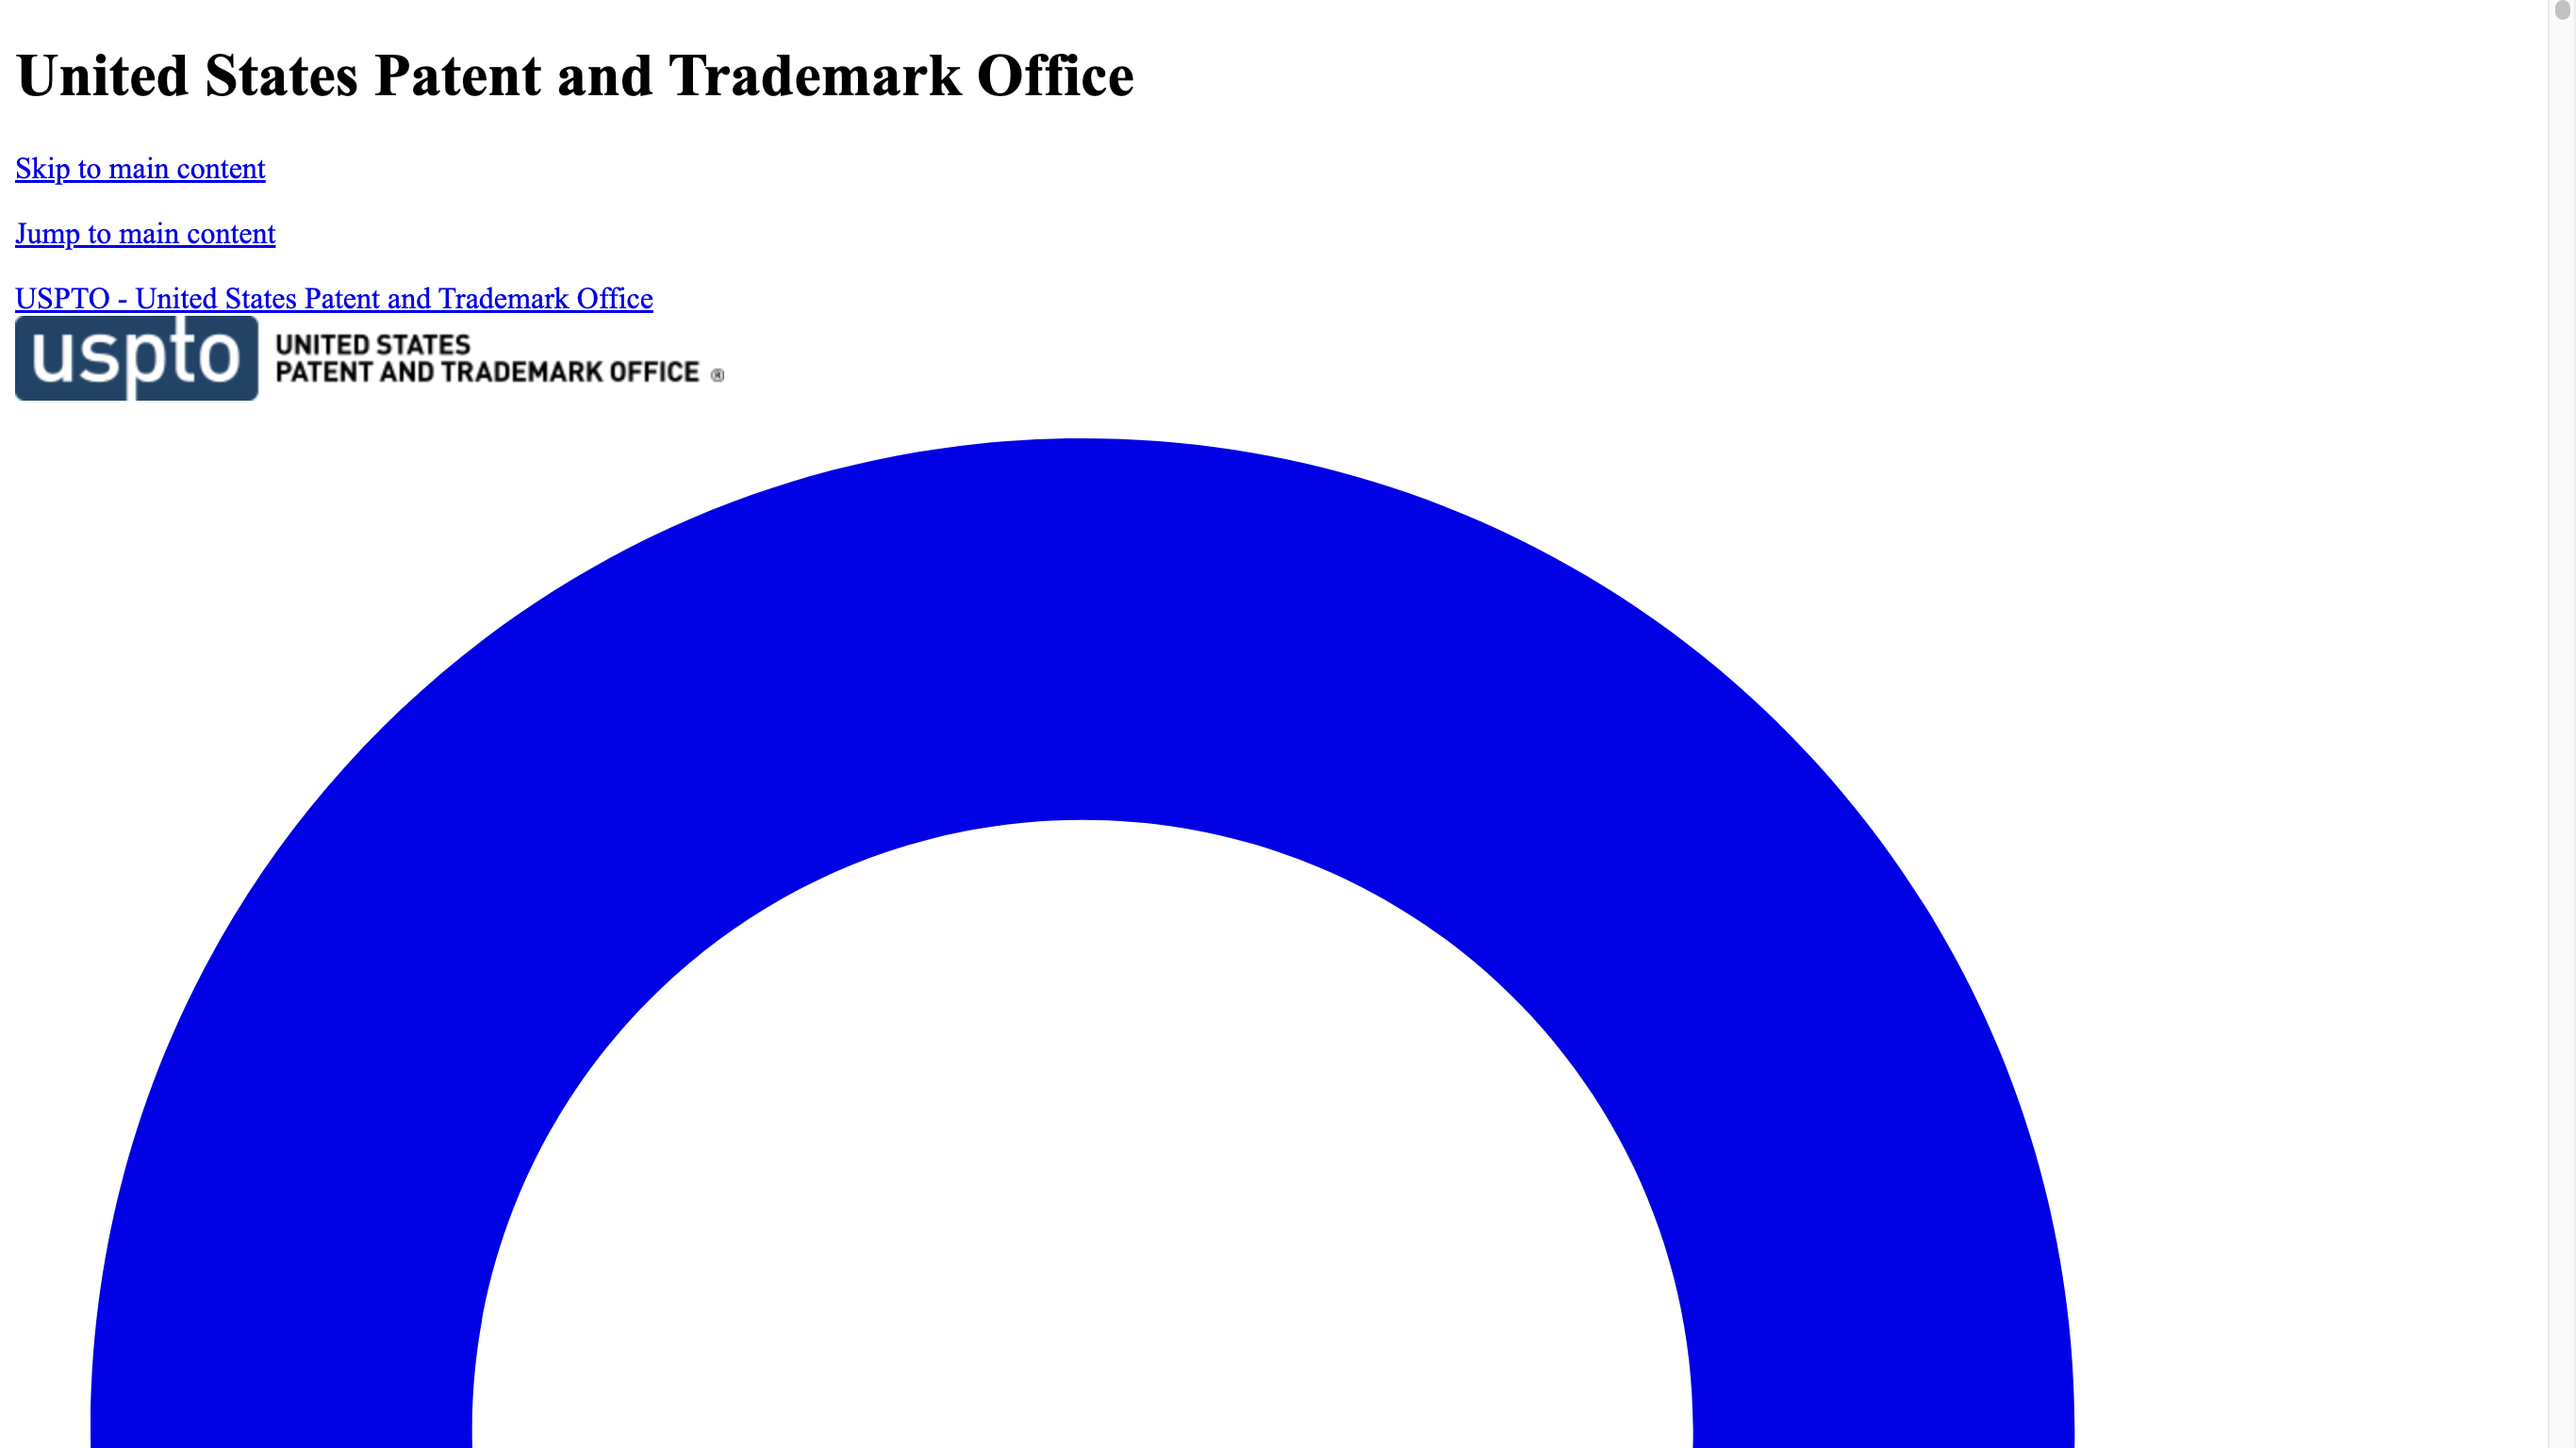 United States Patent and Trademark Office
Skip to main content
Jump to main content
USPTO - United States Patent and Trademark Office
uspto UNITED STATES
PATENT AND TRADEMARK OFFICE ®